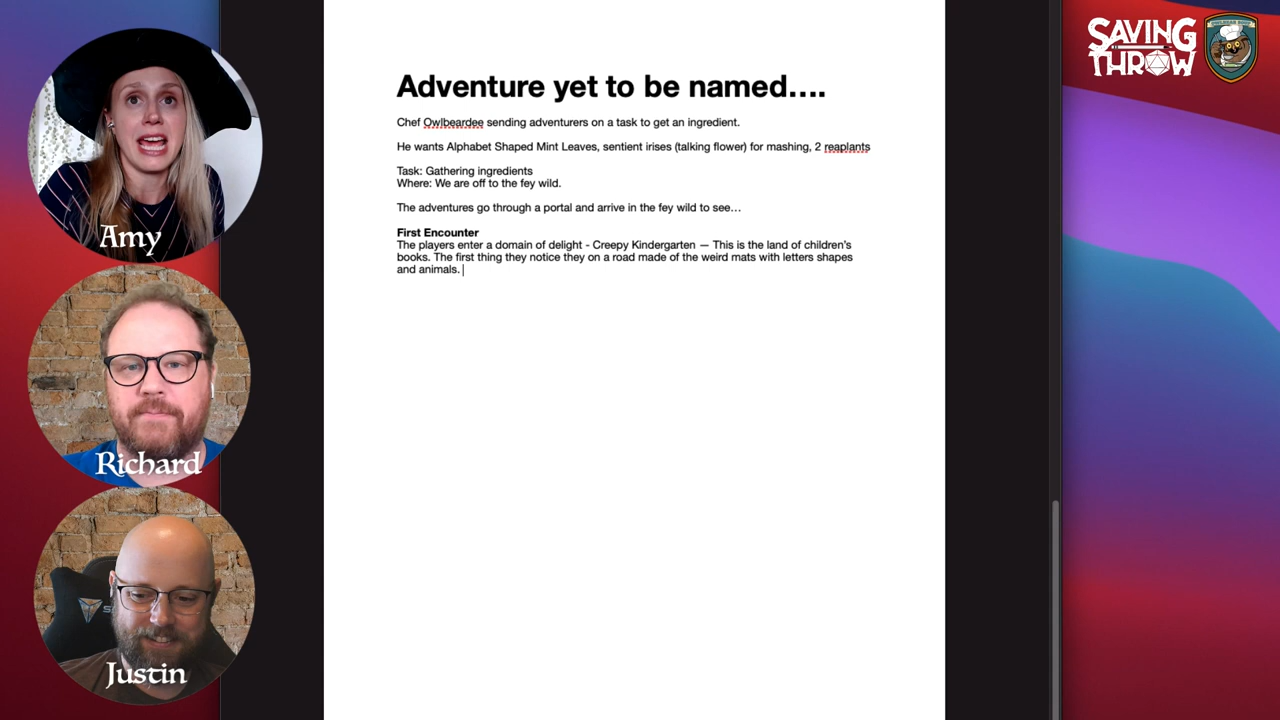 Adventure yet to be named....
Chef Owlbeardee sending adventurers on a task to get an ingredient.
He wants Alphabet Shaped Mint Leaves, sentient irises (talking flower) for mashing, 2 reaplants
Task: Gathering ingredients
Where: We are off to the fey wild.
The adventures go through a portal and arrive in the fey wild to see…
First Encounter
The players enter a domain of delight - Creepy Kindergarten — This is the land of children's
books. The first thing they notice they on a road made of the weird mats with letters shapes
and animals.
Amy
Richard
Justin
SAVING
THROW